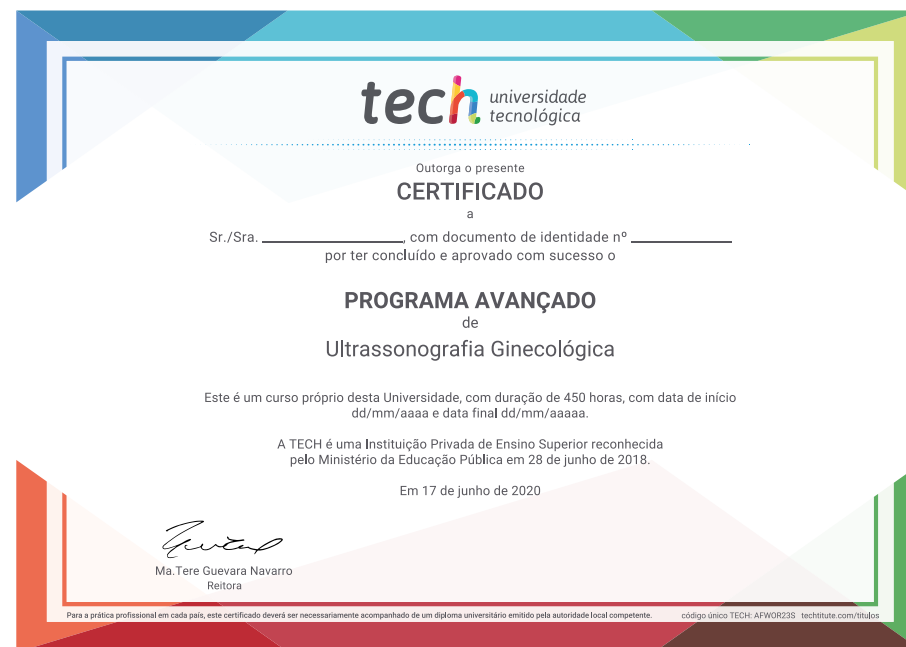 tech universidade
tecnológica
Outorga o presente
CERTIFICADO
a
Sr./Sra. ____________, com documento de identidade nº ____________
por ter concluído e aprovado com sucesso o
PROGRAMA AVANÇADO
de
Ultrassonografia Ginecológica
Este é um curso próprio desta Universidade, com duração de 450 horas, com data de início
dd/mm/aaaa e data final dd/mm/aaaaa.
A TECH é uma Instituição Privada de Ensino Superior reconhecida
pelo Ministério da Educação Pública em 28 de junho de 2018.
Em 17 de junho de 2020
Ma.Tere Guevara Navarro
Reitora
Para a prática profissional em cada país, este certificado deverá ser necessariamente acompanhado de um diploma universitário emitido pela autoridade local competente. código único TECH: AFWOR23S techtitute.com/titulos